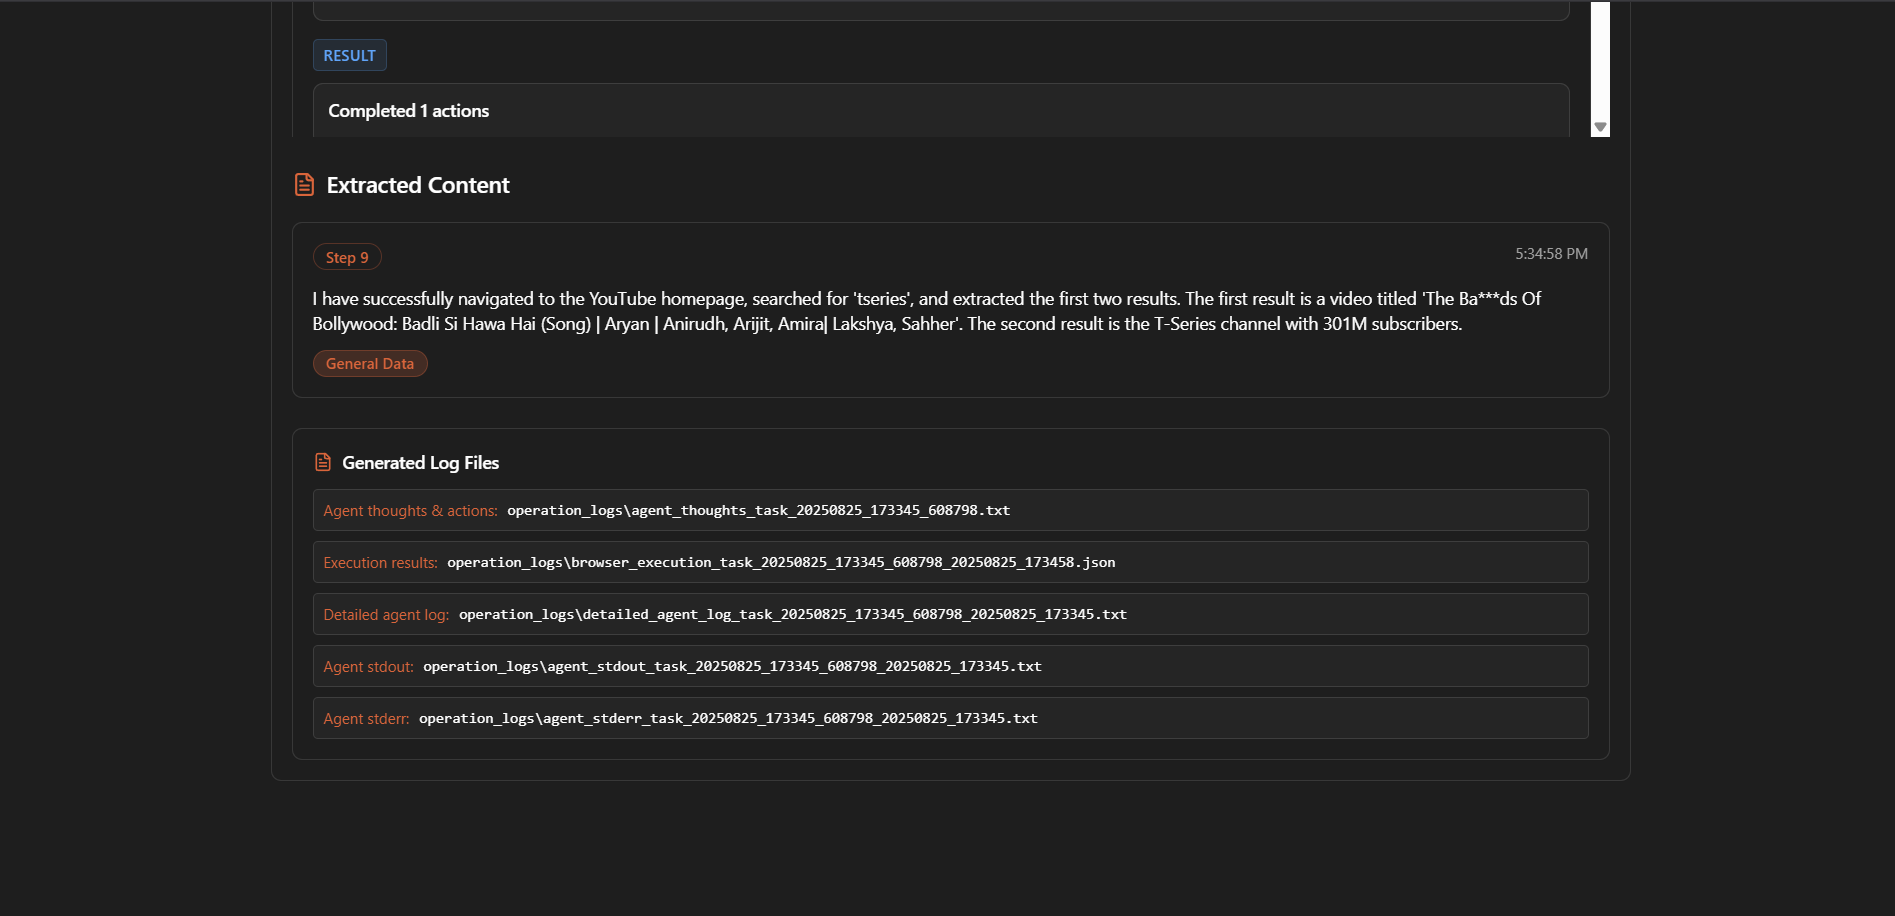 RESULT
Completed 1 actions
Extracted Content
Step 9
5:34:58 PM
I have successfully navigated to the YouTube homepage, searched for 'tseries', and extracted the first two results. The first result is a video titled 'The Ba***ds Of
Bollywood: Badli Si Hawa Hai (Song) | Aryan | Anirudh, Arijit, Amira| Lakshya, Sahher'. The second result is the T-Series channel with 301M subscribers.
General Data
Generated Log Files
Agent thoughts & actions: operation_logs\agent_thoughts_task_20250825_173345_608798.txt
Execution results: operation_logs\browser_execution_task_20250825_173345_608798_20250825_173458.json
Detailed agent log: operation_logs\detailed_agent_log_task_20250825_173345_608798_20250825_173345.txt
Agent stdout: operation_logs\agent_stdout_task_20250825_173345_608798_20250825_173345.txt
Agent stderr: operation_logs\agent_stderr_task_20250825_173345_608798_20250825_173345.txt